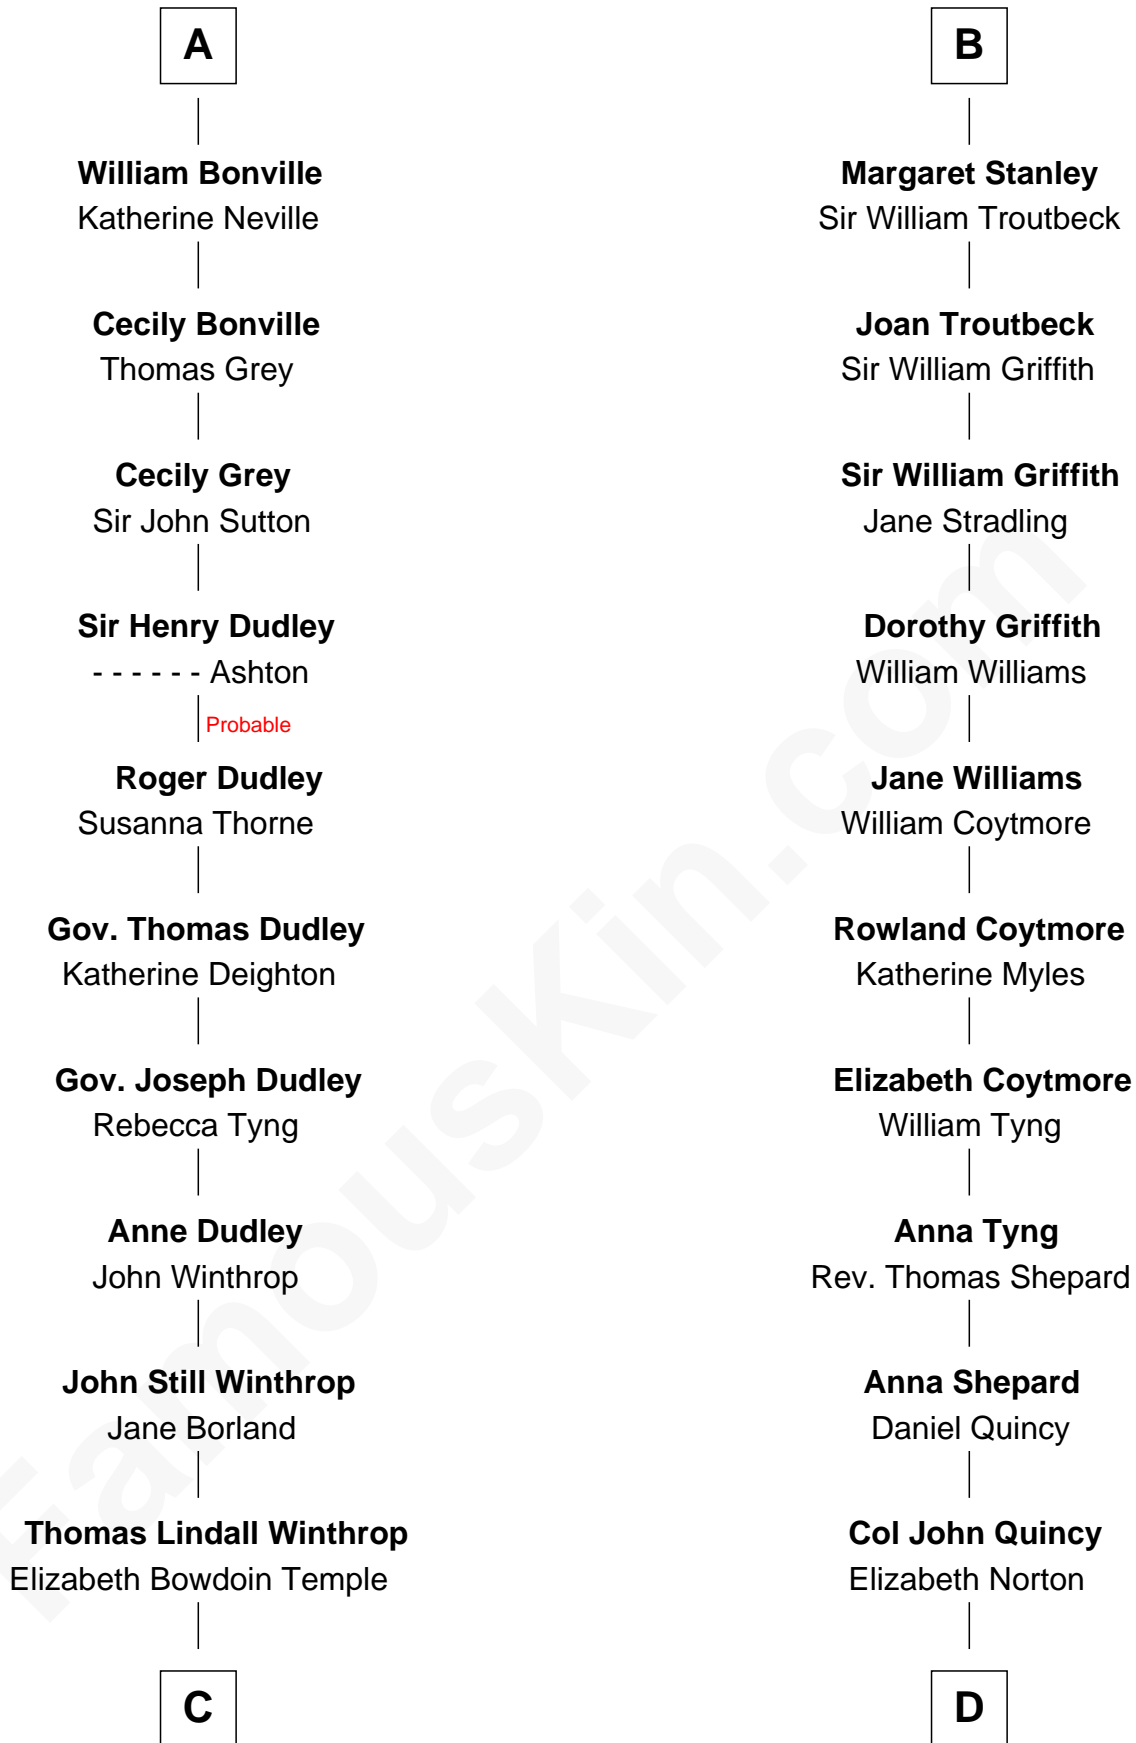 A
William Bonville
Katherine Neville
Cecily Bonville
Thomas Grey
Cecily Grey
Sir John Sutton
Sir Henry Dudley
- - - - - - Ashton
Probable
Roger Dudley
Susanna Thorne
Gov. Thomas Dudley
Katherine Deighton
Gov. Joseph Dudley
Rebecca Tyng
Anne Dudley
John Winthrop
John Still Winthrop
Jane Borland
Thomas Lindall Winthrop
Elizabeth Bowdoin Temple
C
B
Margaret Stanley
Sir William Troutbeck
Joan Troutbeck
Sir William Griffith
Sir William Griffith
Jane Stradling
Dorothy Griffith
William Williams
Jane Williams
William Coytmore
Rowland Coytmore
Katherine Myles
Elizabeth Coytmore
William Tyng
Anna Tyng
Rev. Thomas Shepard
Anna Shepard
Daniel Quincy
Col John Quincy
Elizabeth Norton
D
FamousKin.com